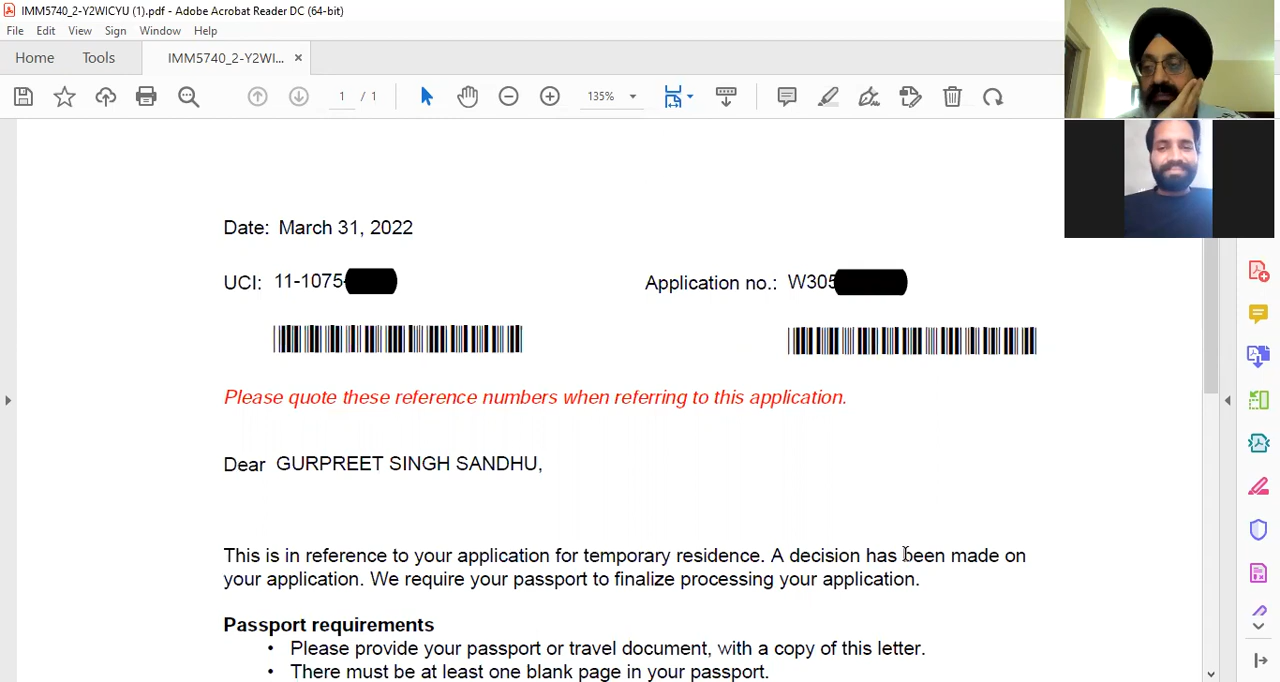 IMM5740_2-Y2WICYU (1).pdf - Adobe Acrobat Reader DC (64-bit)
File Edit View Sign Window Help
Home Tools IMM5740_2-Y2WI... ×
1 / 1 135%
Date: March 31, 2022
UCI: 11-1075- Application no.: W305
Please quote these reference numbers when referring to this application.
Dear GURPREET SINGH SANDHU,
This is in reference to your application for temporary residence. A decision has been made on
your application. We require your passport to finalize processing your application.
Passport requirements
• Please provide your passport or travel document, with a copy of this letter.
• There must be at least one blank page in your passport.